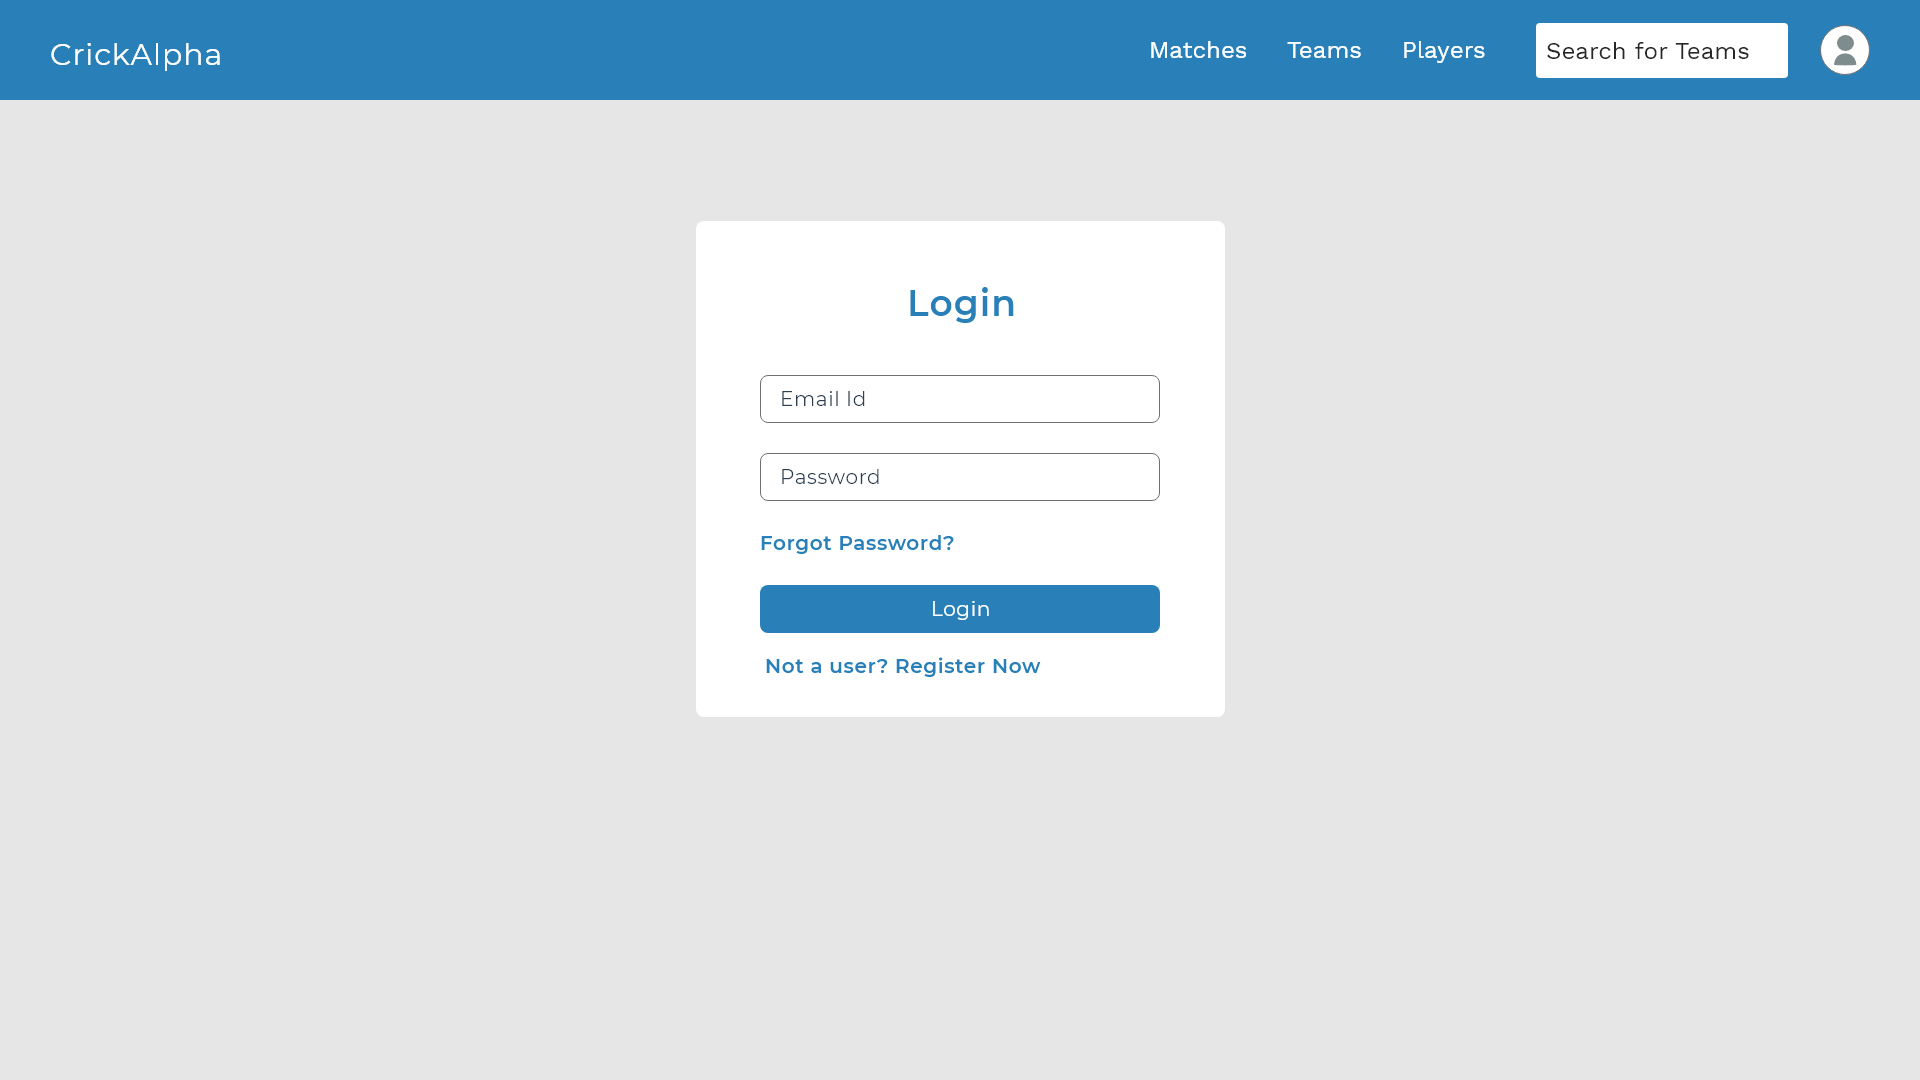 CrickAlpha
Matches
Teams
Players
Search for Teams
Login
Email Id
Password
Forgot Password?
Login
Not a user? Register Now